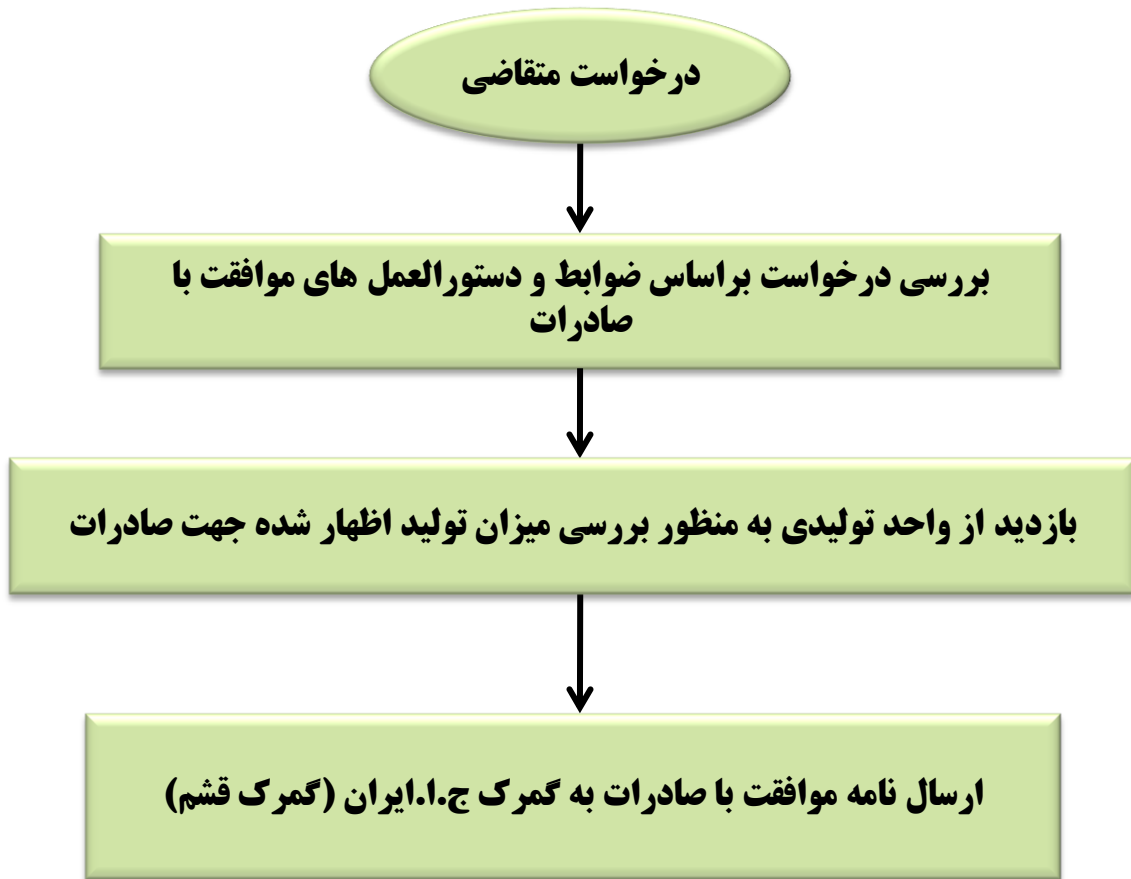 درخواست متقاضی
بررسی درخواست براساس ضوابط و دستورالعمل های موافقت با
صادرات
بازدید از واحد تولیدی به منظور بررسی میزان تولید اظهار شده جهت صادرات
ارسال نامه موافقت با صادرات به گمرک ج.ا.ایران (گمرک قشم)